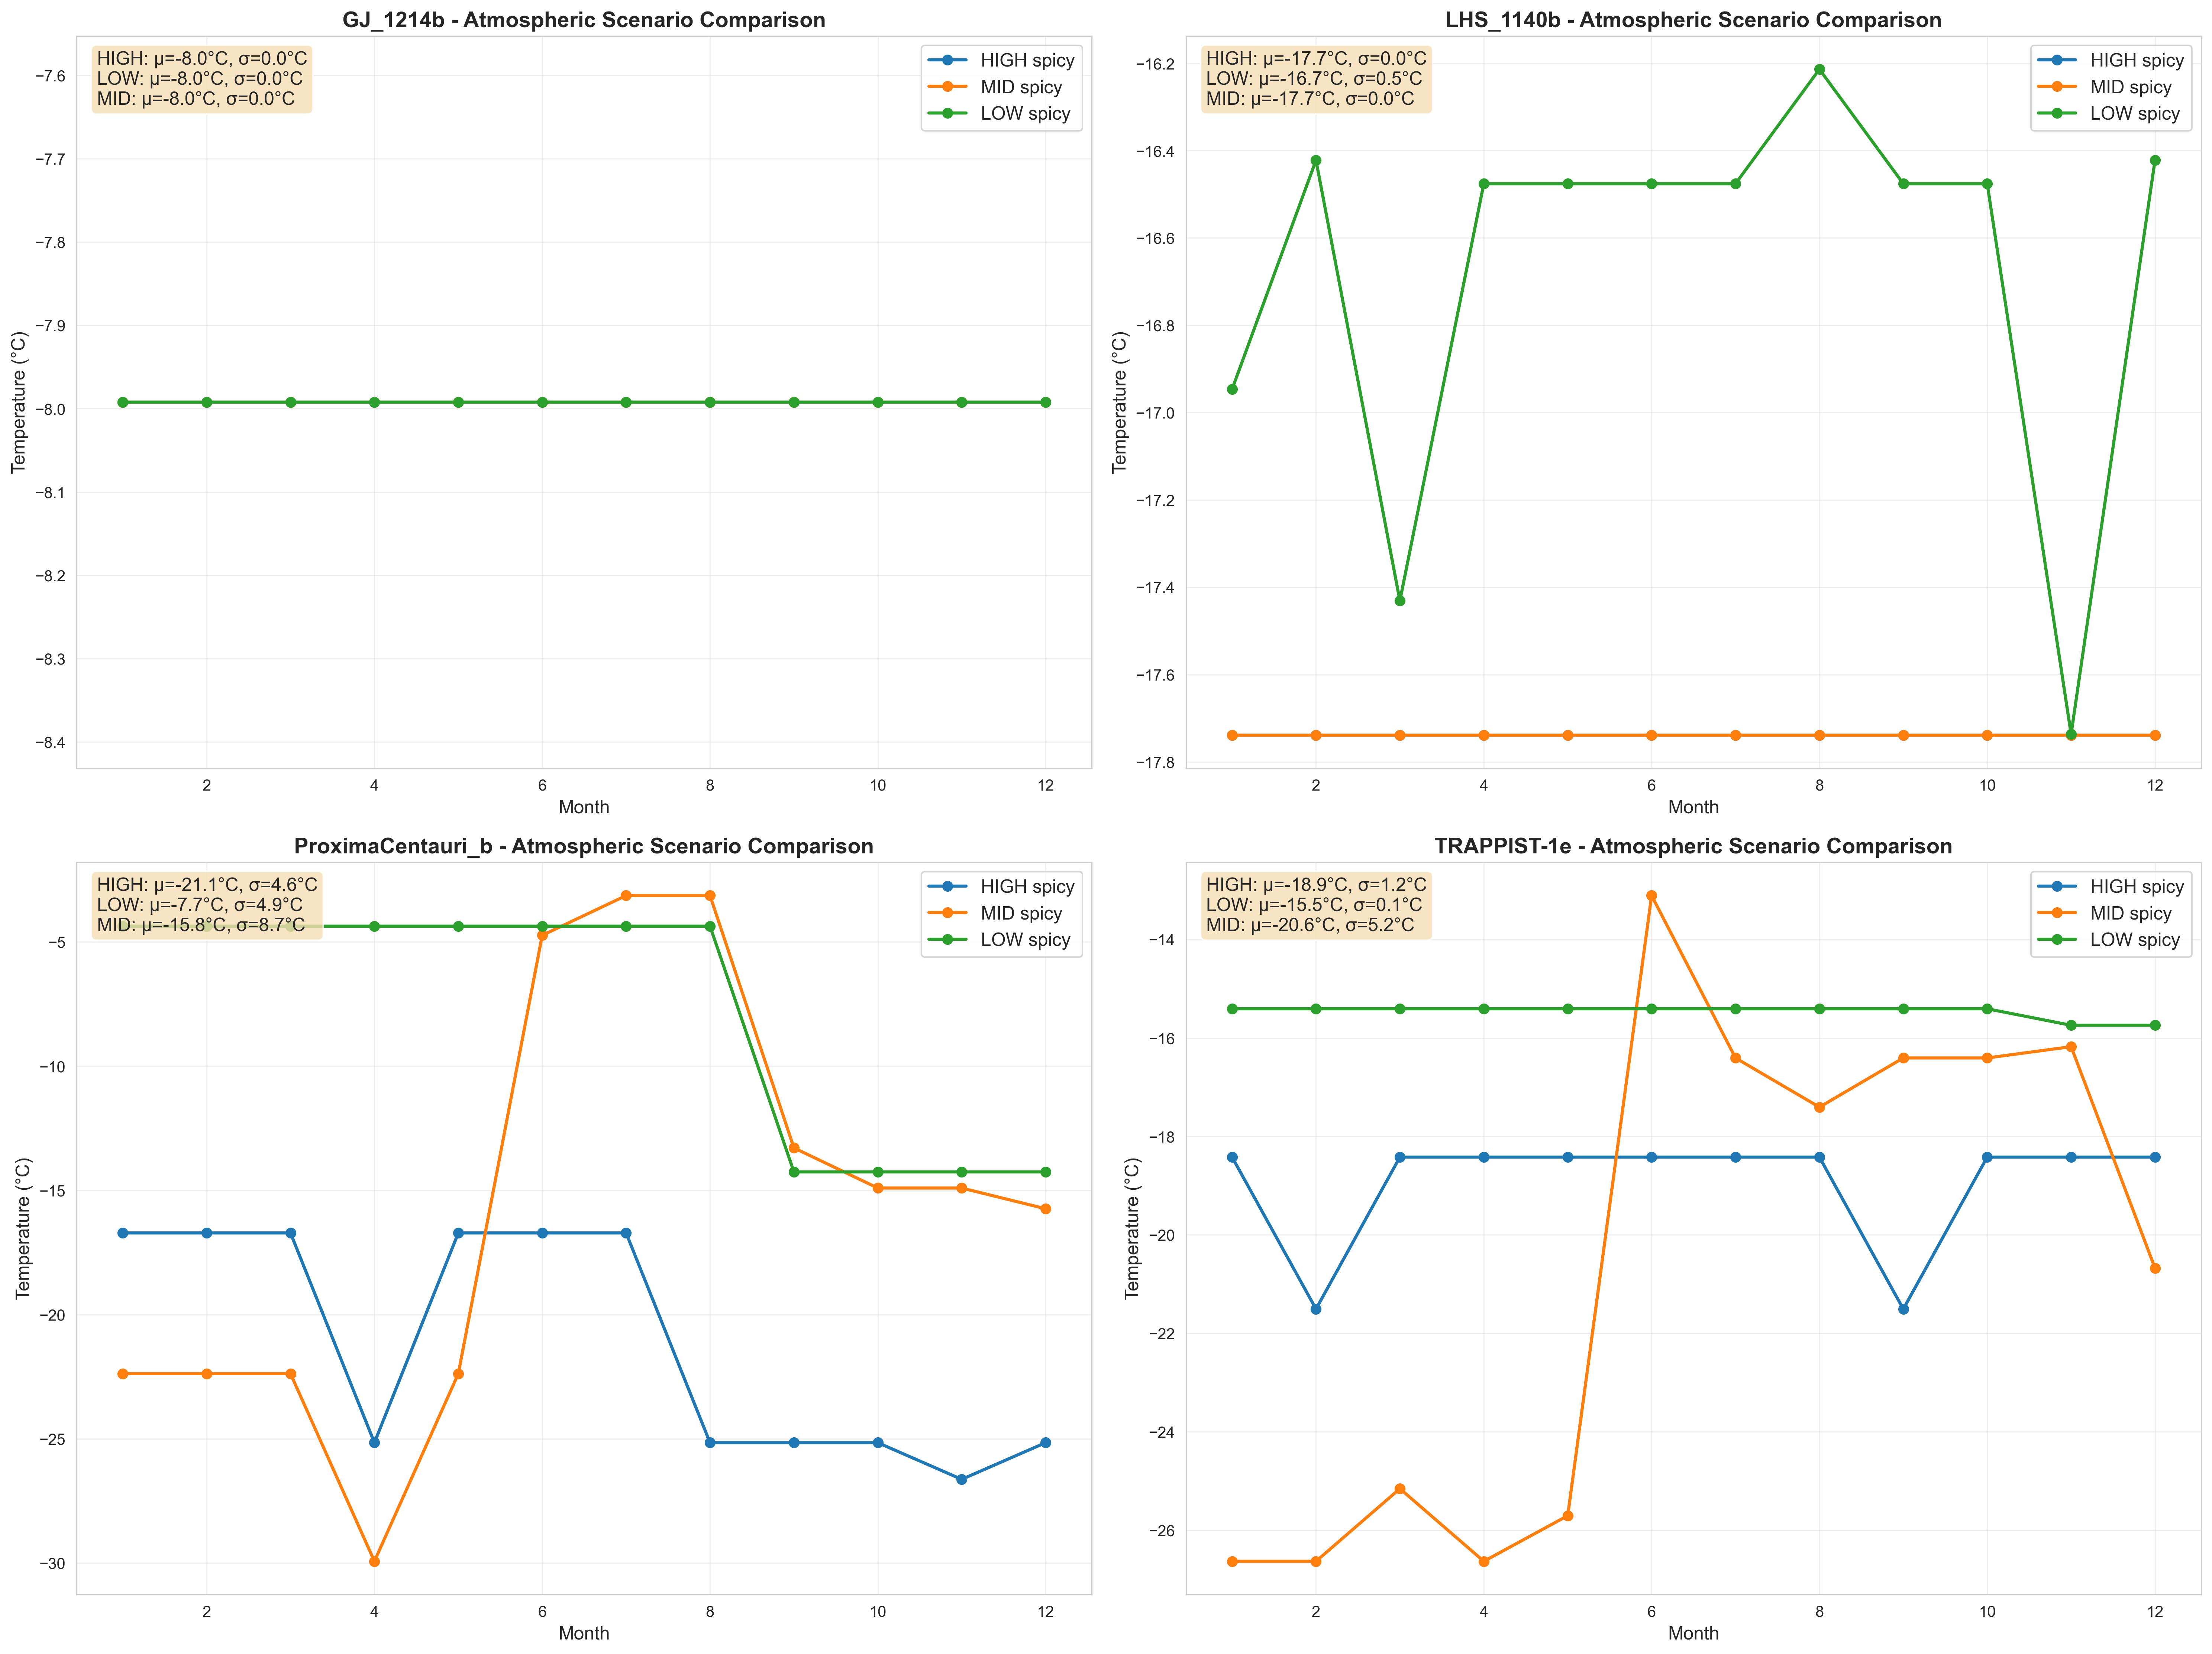 GJ_1214b - Atmospheric Scenario Comparison
HIGH: μ=-8.0°C, σ=0.0°C
LOW: μ=-8.0°C, σ=0.0°C
MID: μ=-8.0°C, σ=0.0°C
HIGH spicy
MID spicy
LOW spicy
Temperature (°C)
−7.6
−7.7
−7.8
−7.9
−8.0
−8.1
−8.2
−8.3
−8.4
2 4 6 8 10 12
Month
LHS_1140b - Atmospheric Scenario Comparison
HIGH: μ=-17.7°C, σ=0.0°C
LOW: μ=-16.7°C, σ=0.5°C
MID: μ=-17.7°C, σ=0.0°C
HIGH spicy
MID spicy
LOW spicy
Temperature (°C)
−16.2
−16.4
−16.6
−16.8
−17.0
−17.2
−17.4
−17.6
−17.8
2 4 6 8 10 12
Month
ProximaCentauri_b - Atmospheric Scenario Comparison
HIGH: μ=-21.1°C, σ=4.6°C
LOW: μ=-7.7°C, σ=4.9°C
MID: μ=-15.8°C, σ=8.7°C
HIGH spicy
MID spicy
LOW spicy
Temperature (°C)
−5
−10
−15
−20
−25
−30
2 4 6 8 10 12
Month
TRAPPIST-1e - Atmospheric Scenario Comparison
HIGH: μ=-18.9°C, σ=1.2°C
LOW: μ=-15.5°C, σ=0.1°C
MID: μ=-20.6°C, σ=5.2°C
HIGH spicy
MID spicy
LOW spicy
Temperature (°C)
−14
−16
−18
−20
−22
−24
−26
2 4 6 8 10 12
Month